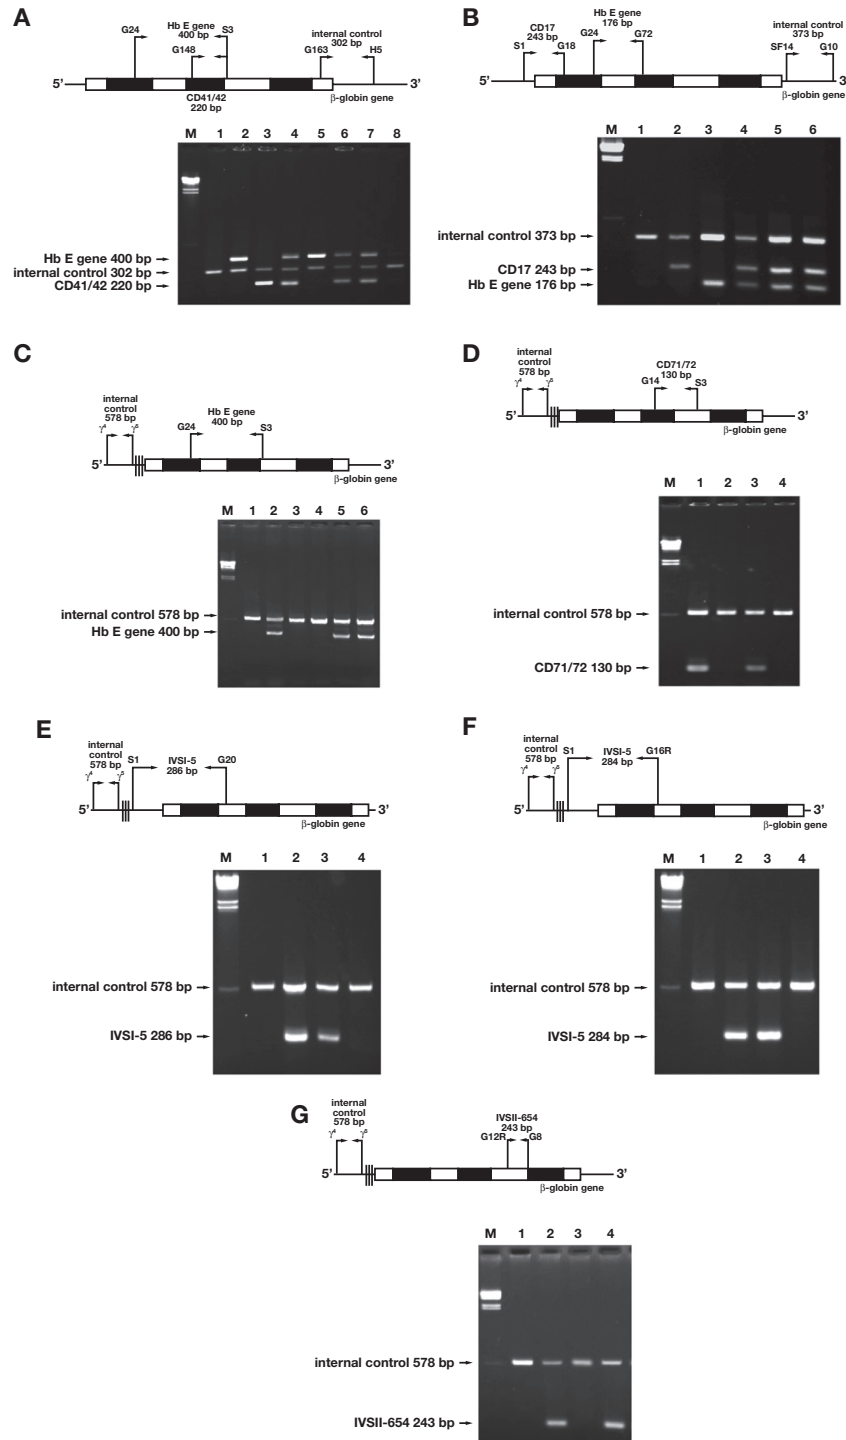 A
Hb E gene
400 bp
G24
S3
G148
internal control
302 bp
G163
H5
5’
3’
CD41/42
220 bp
β-globin gene
M 1 2 3 4 5 6 7 8
Hb E gene 400 bp
internal control 302 bp
CD41/42 220 bp
B
Hb E gene
176 bp
CD17
243 bp
internal control
373 bp
S1
G18
G24
G72
SF14
G10
5’
3’
β-globin gene
M 1 2 3 4 5 6
internal control 373 bp
CD17 243 bp
Hb E gene 176 bp
C
internal
control
578 bp
γ4
γ5
Hb E gene
400 bp
G24
S3
5’
3’
β-globin gene
M 1 2 3 4 5 6
internal control 578 bp
Hb E gene 400 bp
D
internal
control
578 bp
γ4
γ5
CD71/72
130 bp
G14
S3
5’
3’
β-globin gene
M 1 2 3 4
internal control 578 bp
CD71/72 130 bp
E
internal
control
578 bp
γ4
γ5
S1
IVSI-5
286 bp
G20
5’
3’
β-globin gene
M 1 2 3 4
internal control 578 bp
IVSI-5 286 bp
F
internal
control
578 bp
γ4
γ5
S1
IVSI-5
284 bp
G16R
5’
3’
β-globin gene
M 1 2 3 4
internal control 578 bp
IVSI-5 284 bp
G
internal
control
578 bp
γ4
γ5
IVSII-654
243 bp
G12R
G8
5’
3’
β-globin gene
M 1 2 3 4
internal control 578 bp
IVSII-654 243 bp